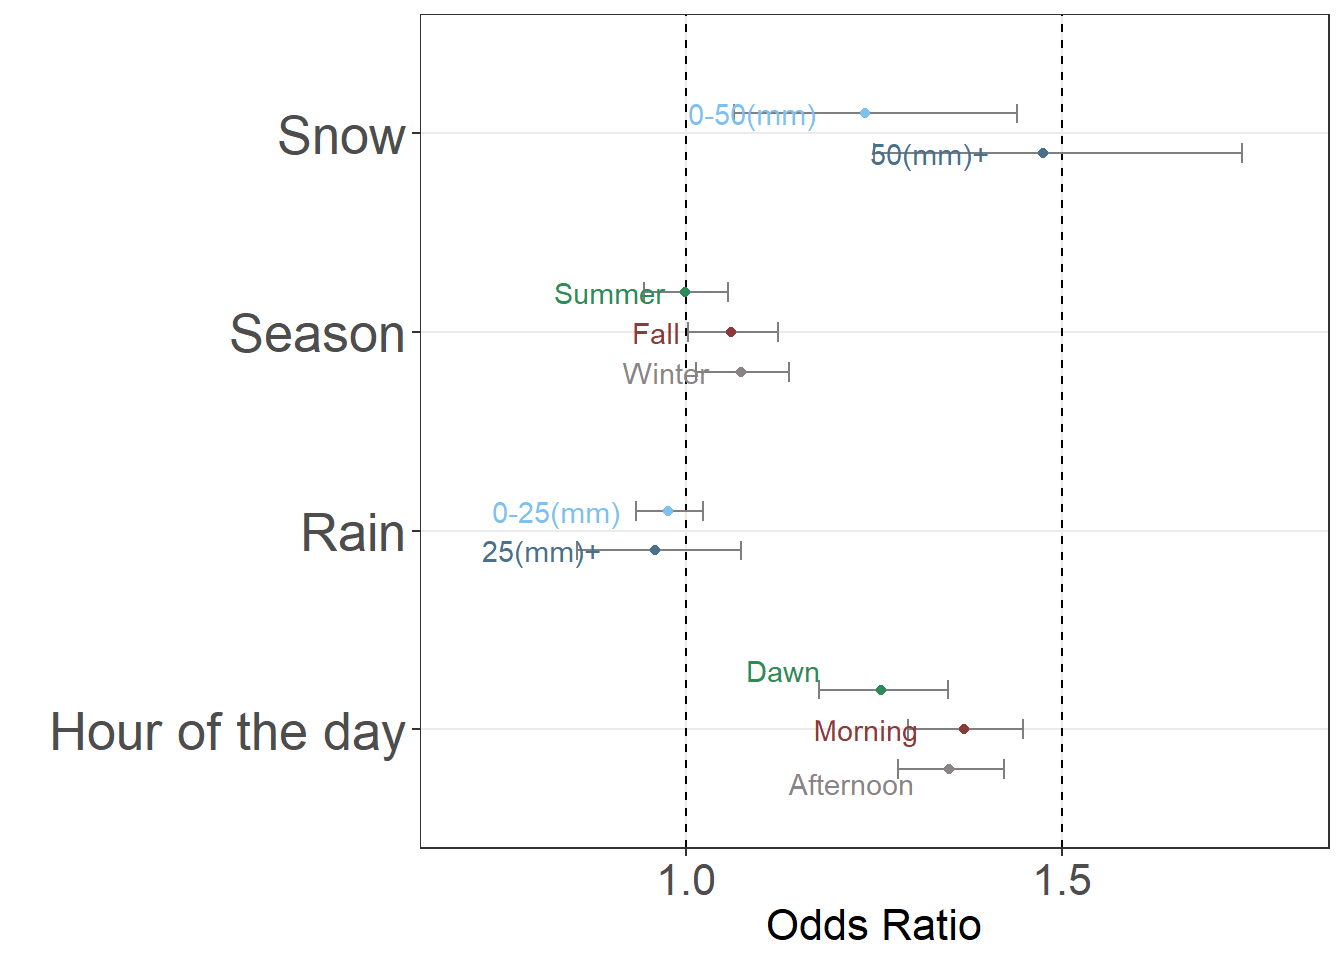 Snow
0-50(mm)
50(mm)+
Season
Summer
Fall
Winter
Rain
0-25(mm)
25(mm)+
Hour of the day
Dawn
Morning
Afternoon
1.0 1.5
Odds Ratio